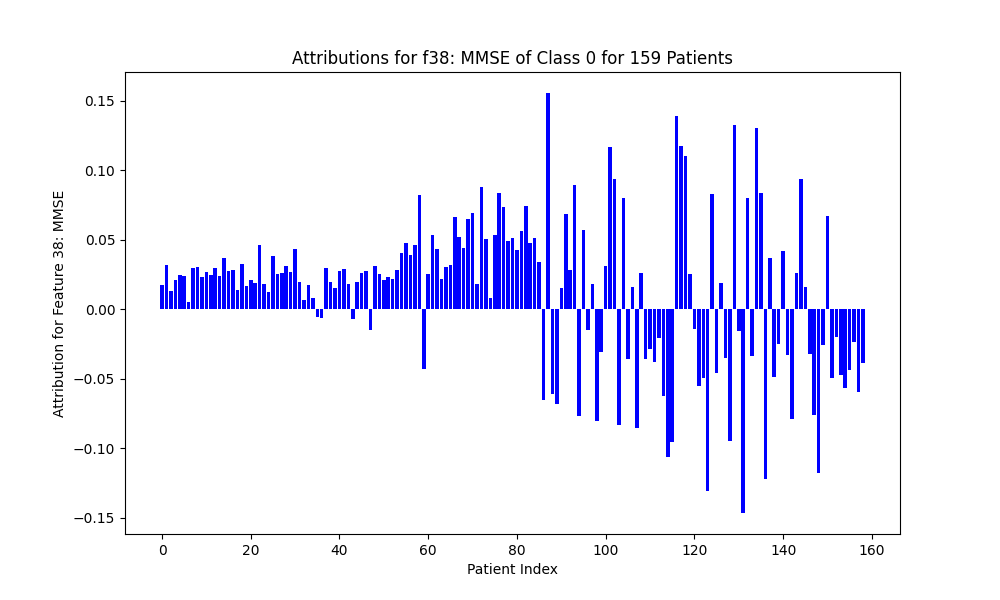 Attributions for f38: MMSE of Class 0 for 159 Patients
Attribution for Feature 38: MMSE
0.15
0.10
0.05
0.00
−0.05
−0.10
−0.15
0 20 40 60 80 100 120 140 160
Patient Index